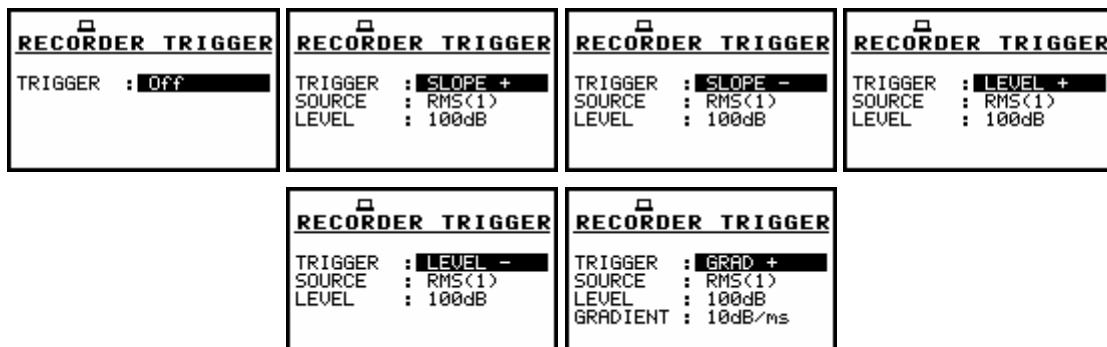 RECORDER TRIGGER
TRIGGER : Off
RECORDER TRIGGER
TRIGGER : SLOPE +
SOURCE : RMS(1)
LEVEL : 100dB
RECORDER TRIGGER
TRIGGER : SLOPE -
SOURCE : RMS(1)
LEVEL : 100dB
RECORDER TRIGGER
TRIGGER : LEVEL +
SOURCE : RMS(1)
LEVEL : 100dB
RECORDER TRIGGER
TRIGGER : LEVEL -
SOURCE : RMS(1)
LEVEL : 100dB
RECORDER TRIGGER
TRIGGER : GRAD +
SOURCE : RMS(1)
LEVEL : 100dB
GRADIENT : 10dB/ms